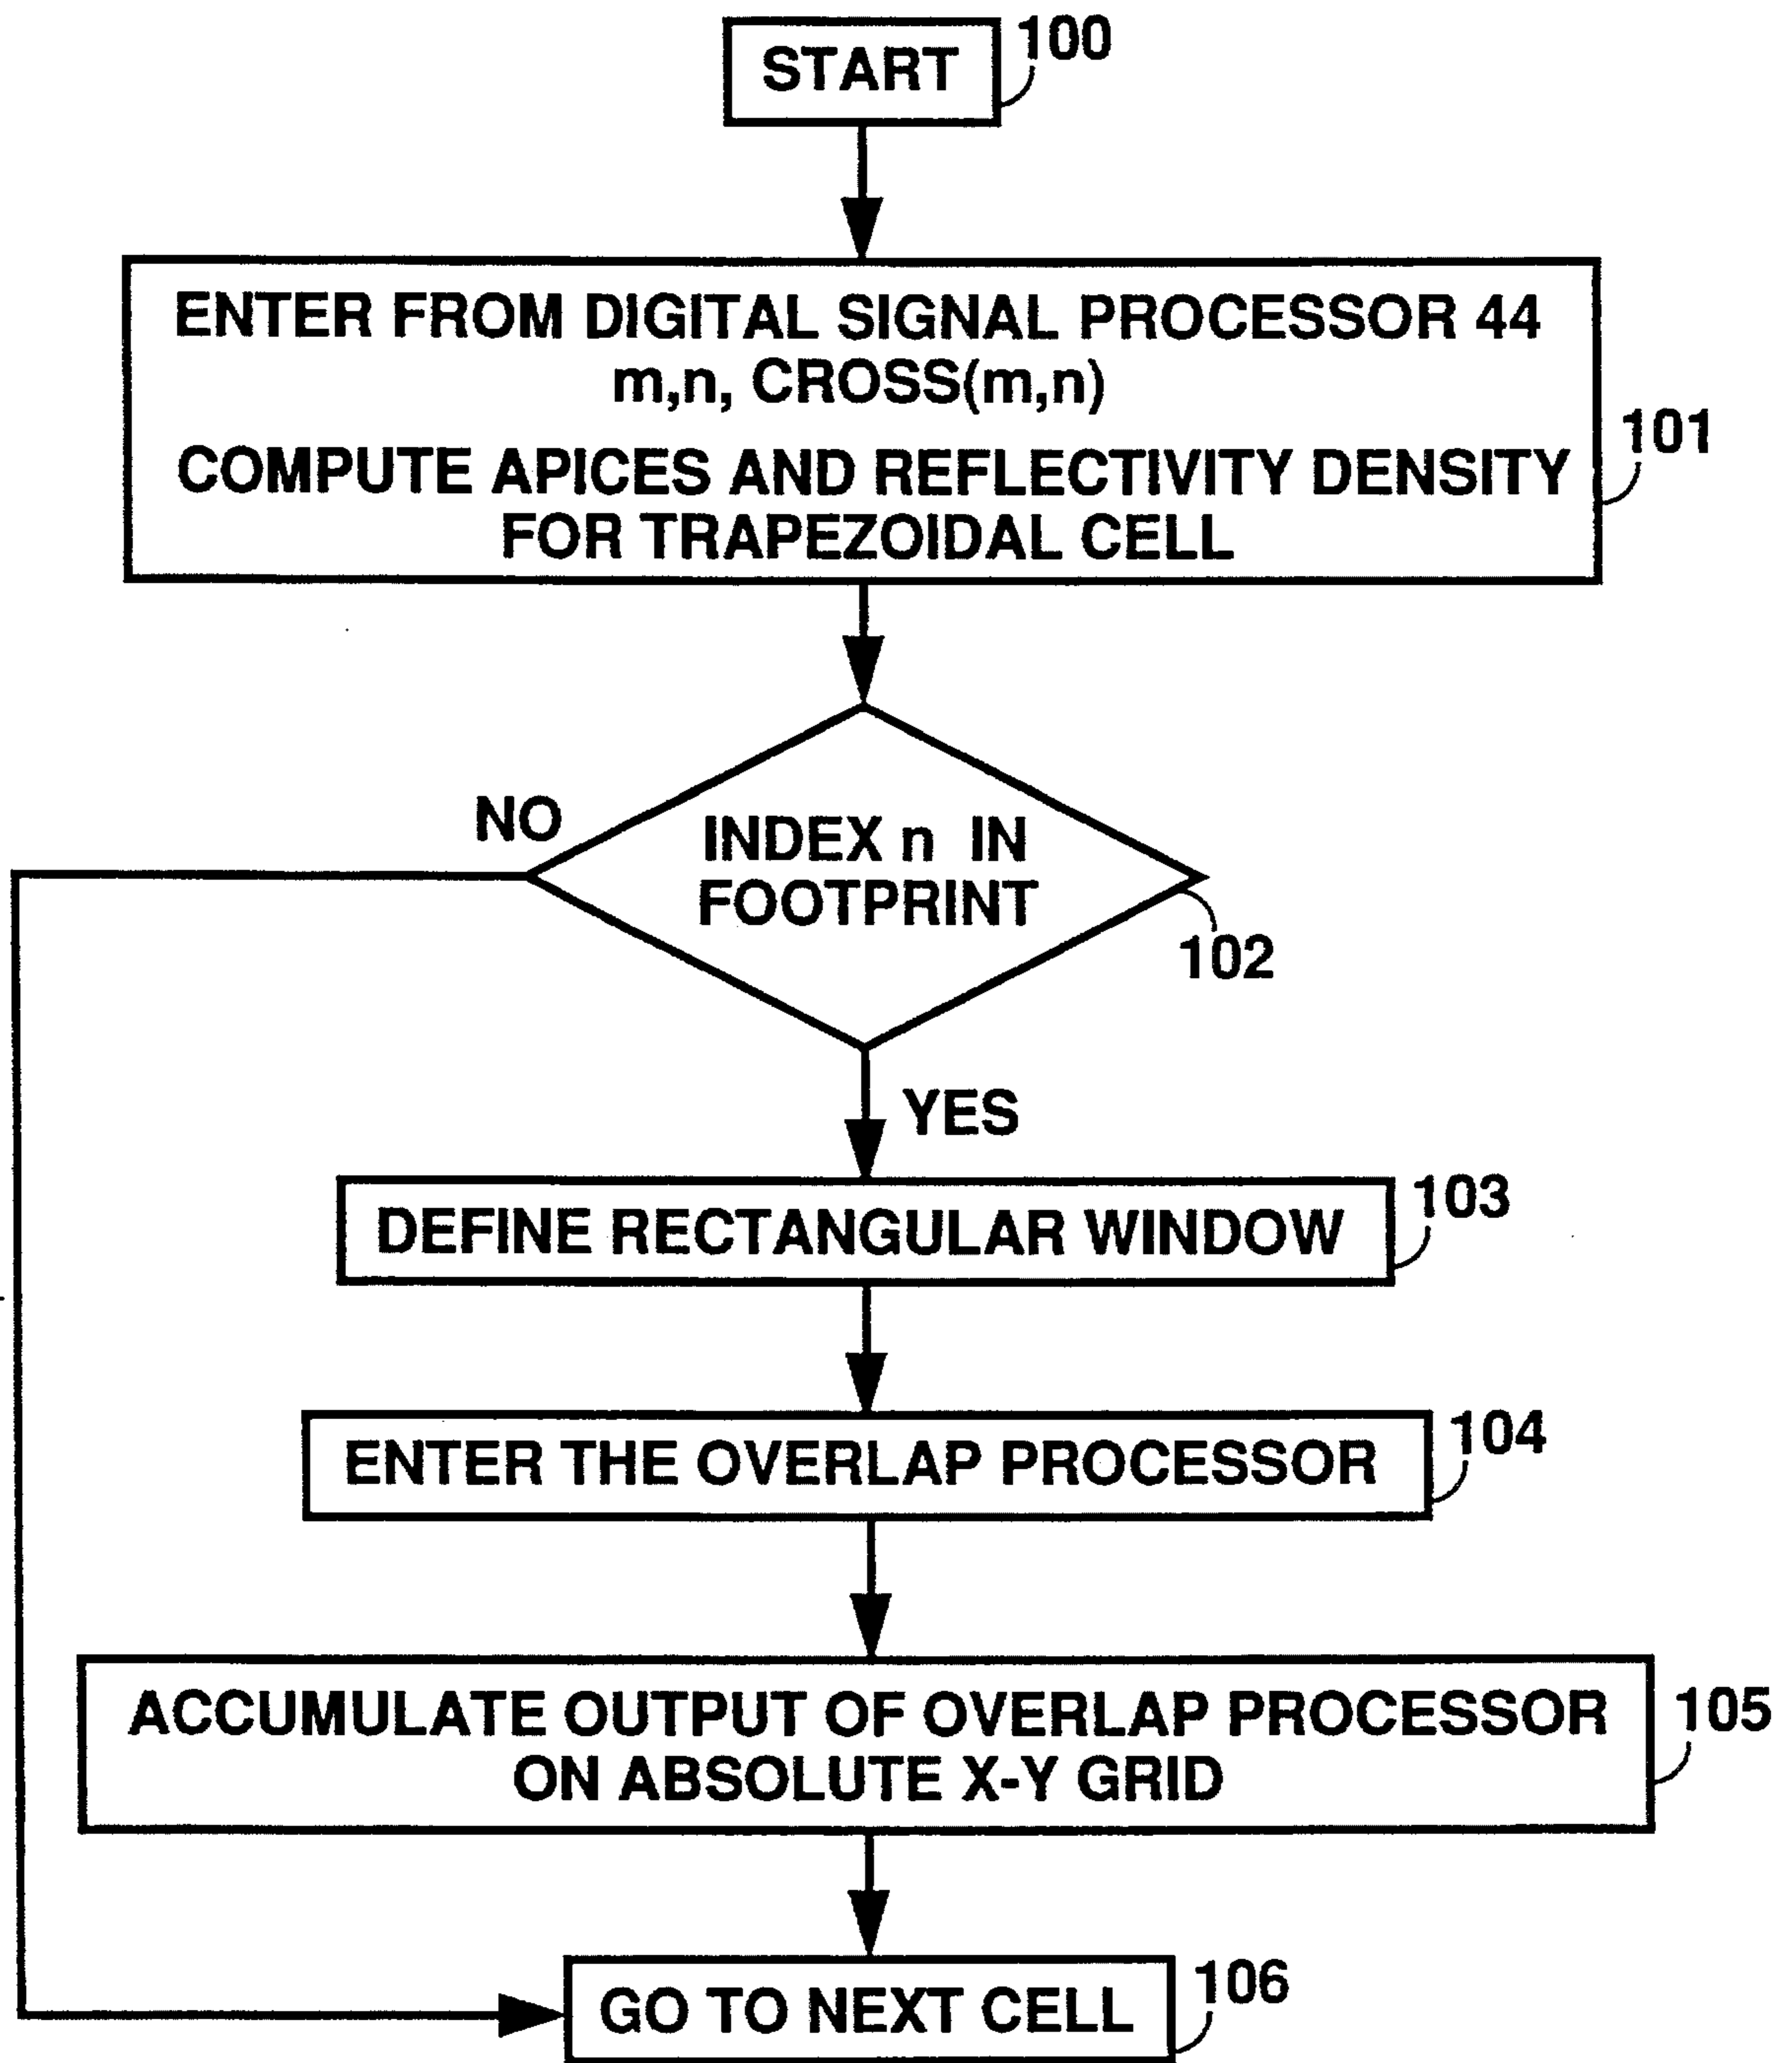 START
100
ENTER FROM DIGITAL SIGNAL PROCESSOR 44
m,n, CROSS(m,n)
COMPUTE APICES AND REFLECTIVITY DENSITY
FOR TRAPEZOIDAL CELL
101
NO
INDEX n IN
FOOTPRINT
102
YES
DEFINE RECTANGULAR WINDOW
103
ENTER THE OVERLAP PROCESSOR
104
ACCUMULATE OUTPUT OF OVERLAP PROCESSOR
ON ABSOLUTE X-Y GRID
105
GO TO NEXT CELL
106